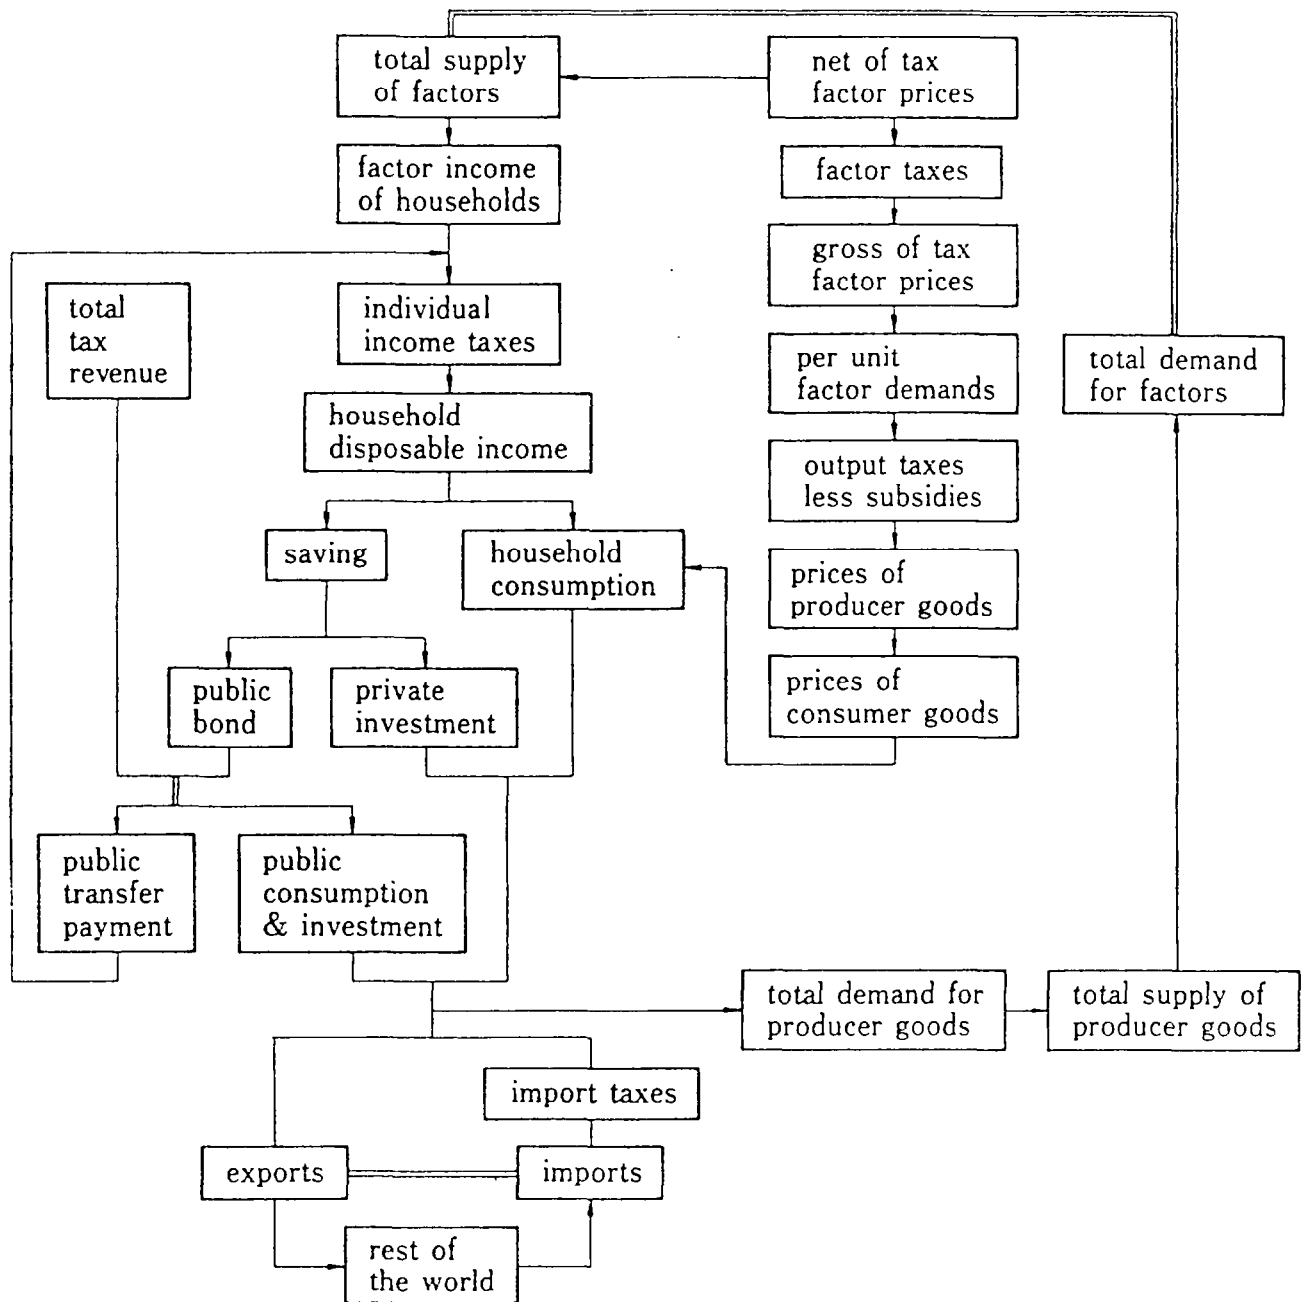 total supply
of factors
net of tax
factor prices
factor income
of households
factor taxes
gross of tax
factor prices
total
tax
revenue
individual
income taxes
per unit
factor demands
total demand
for factors
household
disposable income
output taxes
less subsidies
saving
household
consumption
prices of
producer goods
public
bond
private
investment
prices of
consumer goods
public
transfer
payment
public
consumption
& investment
total demand for
producer goods
total supply of
producer goods
import taxes
exports
imports
rest of
the world